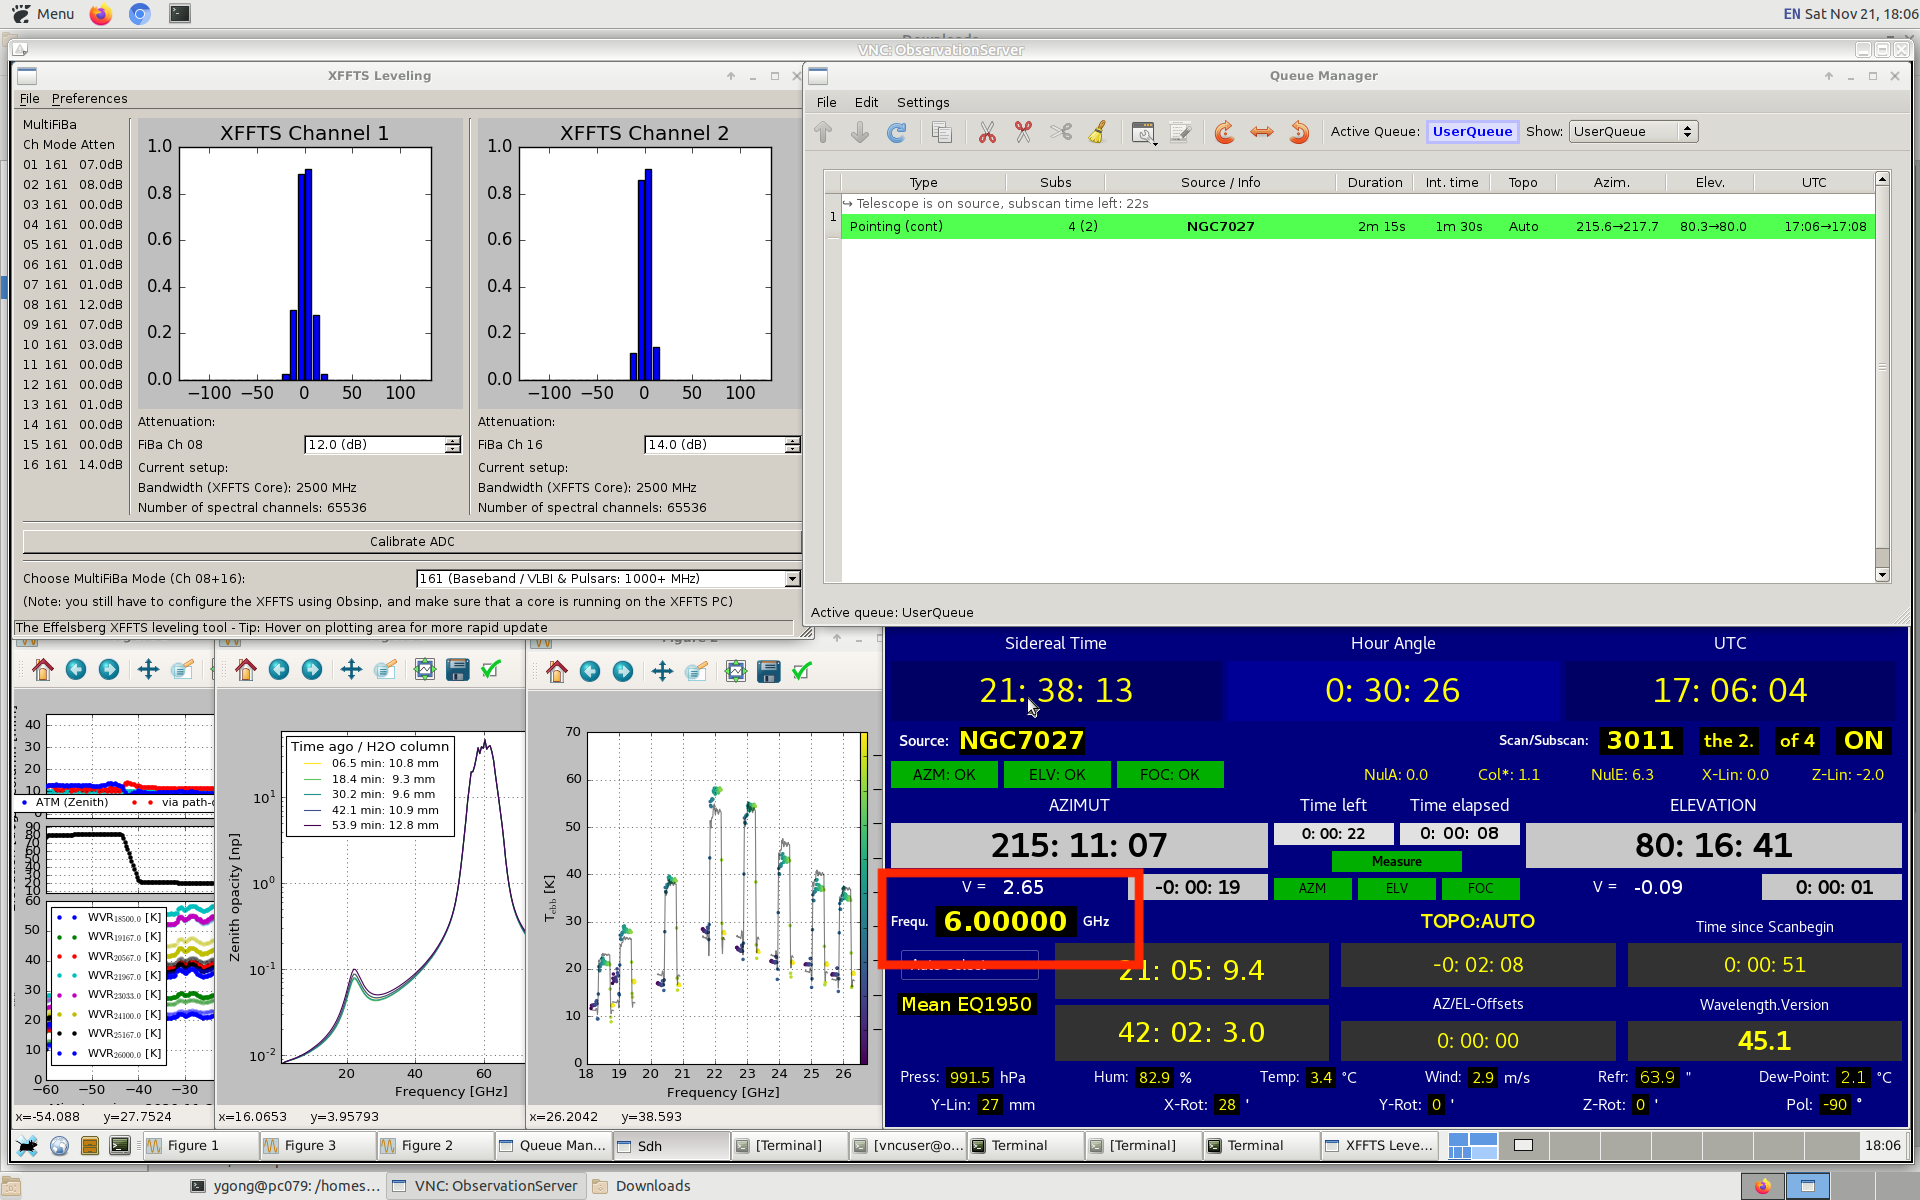 Menu
EN Sat Nov 21, 18:06
VNC: ObservationServer
XFFTS Leveling
File Preferences
MultiFiBa
Ch Mode Atten
01 161 07.0dB
02 161 08.0dB
03 161 00.0dB
04 161 00.0dB
05 161 01.0dB
06 161 01.0dB
07 161 01.0dB
08 161 12.0dB
09 161 07.0dB
10 161 03.0dB
11 161 00.0dB
12 161 00.0dB
13 161 01.0dB
14 161 00.0dB
15 161 00.0dB
16 161 14.0dB
XFFTS Channel 1
1.0
0.8
0.6
0.4
0.2
0.0
−100 −50 0 50 100
Attenuation:
FiBa Ch 08 12.0 (dB)
Current setup:
Bandwidth (XFFTS Core): 2500 MHz
Number of spectral channels: 65536
XFFTS Channel 2
1.0
0.8
0.6
0.4
0.2
0.0
−100 −50 0 50 100
Attenuation:
FiBa Ch 16 14.0 (dB)
Current setup:
Bandwidth (XFFTS Core): 2500 MHz
Number of spectral channels: 65536
Calibrate ADC
Choose MultiFiBa Mode (Ch 08+16): 161 (Baseband / VLBI & Pulsars: 1000+ MHz)
(Note: you still have to configure the XFFTS using Obsinp, and make sure that a core is running on the XFFTS PC)
The Effelsberg XFFTS leveling tool - Tip: Hover on plotting area for more rapid update
Queue Manager
File Edit Settings
Active Queue: UserQueue Show: UserQueue
Type Subs Source / Info Duration Int. time Topo Azim. Elev. UTC
1
↪ Telescope is on source, subscan time left: 22s
Pointing (cont) 4 (2) NGC7027 2m 15s 1m 30s Auto 215.6→217.7 80.3→80.0 17:06→17:08
Active queue: UserQueue
40
30
20
10
ATM (Zenith)
90
80
70
60
50
40
30
20
10
60
50
40
30
20
10
0
WVR18500.0 [K]
WVR19167.0 [K]
WVR20567.0 [K]
WVR21967.0 [K]
WVR23033.0 [K]
WVR24100.0 [K]
WVR25167.0 [K]
WVR26000.0 [K]
−60 −50 −40 −30
x=-54.088 y=27.7524
Time ago / H2O column
06.5 min: 10.8 mm
18.4 min: 9.3 mm
30.2 min: 9.6 mm
42.1 min: 10.9 mm
53.9 min: 12.8 mm
Zenith opacity [np]
10¹
10⁰
10⁻¹
10⁻²
20 40 60
Frequency [GHz]
x=16.0653 y=3.95793
Tebb [K]
70
60
50
40
30
20
10
0
18 19 20 21 22 23 24 25 26
Frequency [GHz]
x=26.2042 y=38.593
Sidereal Time Hour Angle UTC
21: 38: 13 0: 30: 26 17: 06: 04
Source: NGC7027 Scan/Subscan: 3011 the 2. of 4 ON
AZM: OK ELV: OK FOC: OK NulA: 0.0 Col*: 1.1 NulE: 6.3 X-Lin: 0.0 Z-Lin: -2.0
AZIMUT Time left Time elapsed ELEVATION
215: 11: 07 0: 00: 22 0: 00: 08 80: 16: 41
Measure
V = 2.65 -0: 00: 19 AZM ELV FOC V = -0.09 0: 00: 01
Frequ. 6.00000 GHz TOPO:AUTO Time since Scanbegin
21: 05: 9.4 -0: 02: 08 0: 00: 51
Mean EQ1950 AZ/EL-Offsets Wavelength.Version
42: 02: 3.0 0: 00: 00 45.1
Press: 991.5 hPa Hum: 82.9 % Temp: 3.4 °C Wind: 2.9 m/s Refr: 63.9 " Dew-Point: 2.1 °C
Y-Lin: 27 mm X-Rot: 28 ' Y-Rot: 0 ' Z-Rot: 0 ' Pol: -90 °
Figure 1 Figure 3 Figure 2 Queue Man... Sdh [Terminal] [vncuser@o... Terminal [Terminal] Terminal XFFTS Leve... 18:06
ygong@pc079: /homes... VNC: ObservationServer Downloads